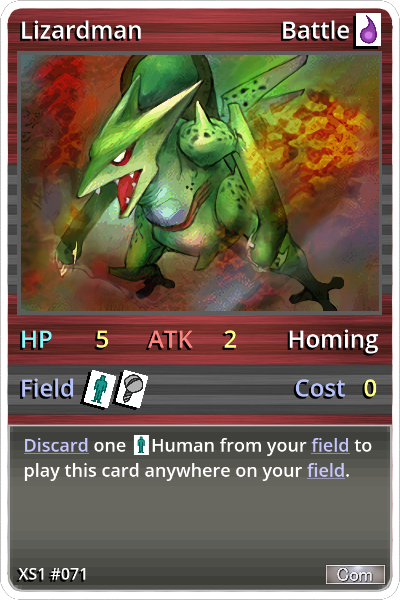 Lizardman Battle
HP 5 ATK 2 Homing
Field Cost 0
Discard one Human from your field to
play this card anywhere on your field.
XS1 #071 Com